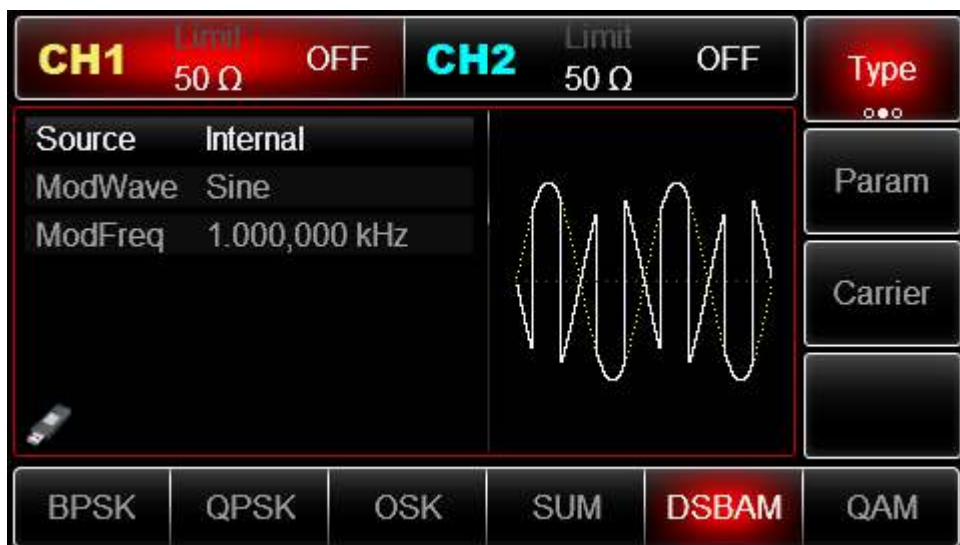 CH1 Limit 50 Ω OFF
CH2 Limit 50 Ω OFF
Type
Source Internal
ModWave Sine
ModFreq 1.000,000 kHz
Param
Carrier
BPSK QPSK OSK SUM DSBAM QAM